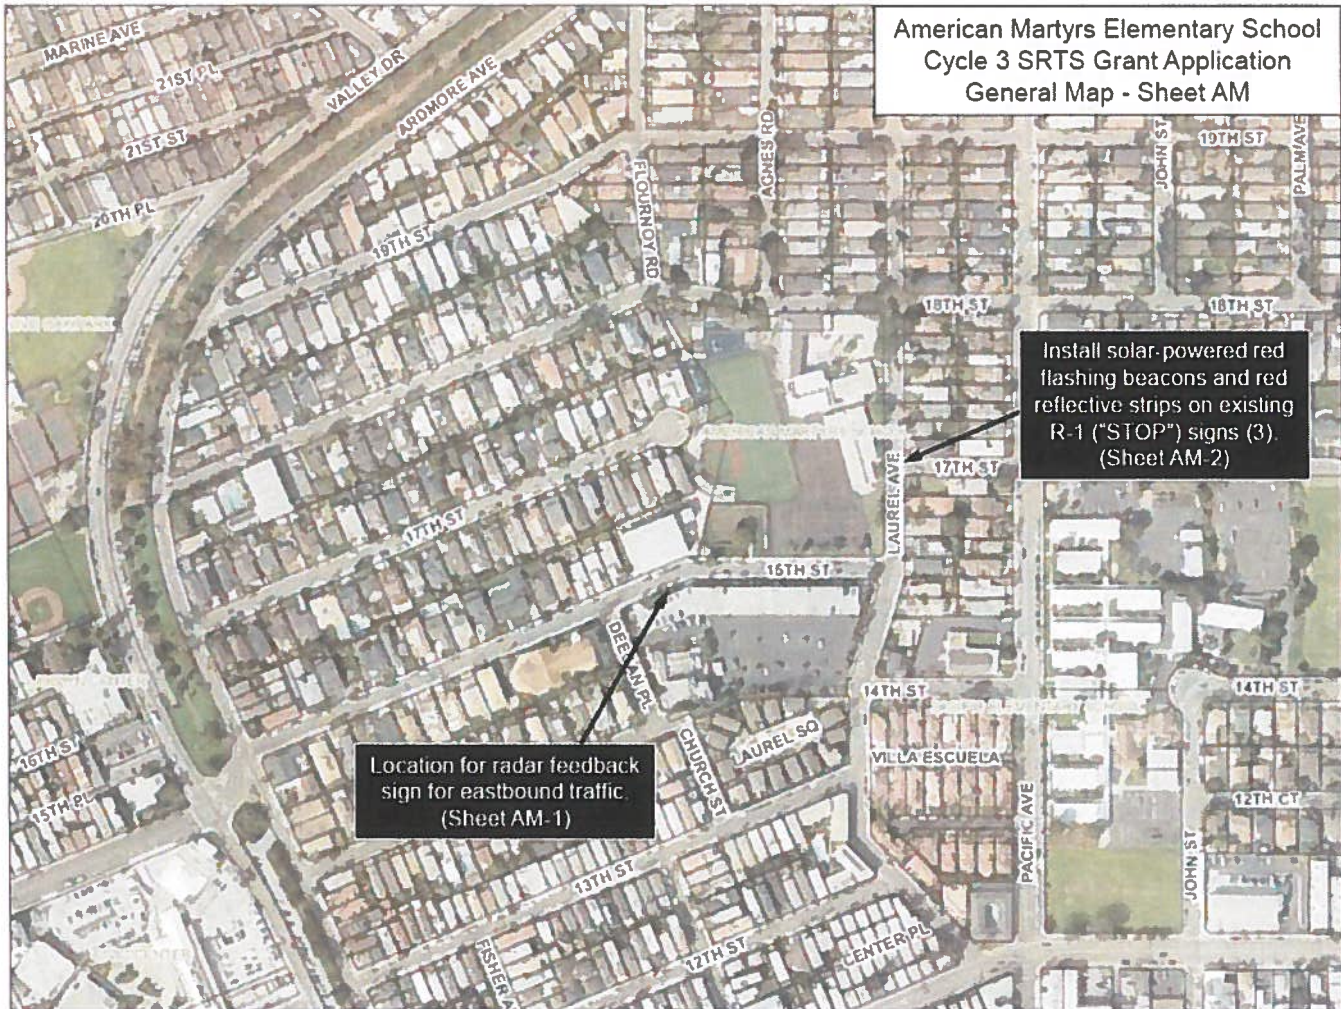 American Martyrs Elementary School
Cycle 3 SRTS Grant Application
General Map - Sheet AM
MARINE AVE
21ST PL
VALLEY DR
ARDMORE AVE
21ST ST
20TH PL
19TH ST
FLOURNOY RD
AGNES RD
19TH ST
JOHN ST
PALM AVE
18TH ST
18TH ST
Install solar-powered red
flashing beacons and red
reflective strips on existing
R-1 ("STOP") signs (3).
(Sheet AM-2)
17TH ST
LAUREL AVE
17TH ST
15TH ST
DEEGAN PL
14TH ST
14TH ST
LAUREL SQ
CHURCH ST
VILLA ESCUELA
Location for radar feedback
sign for eastbound traffic.
(Sheet AM-1)
16TH S
15TH PL
12TH CT
PACIFIC AVE
JOHN ST
13TH ST
12TH ST
FISHER A
CENTER PL